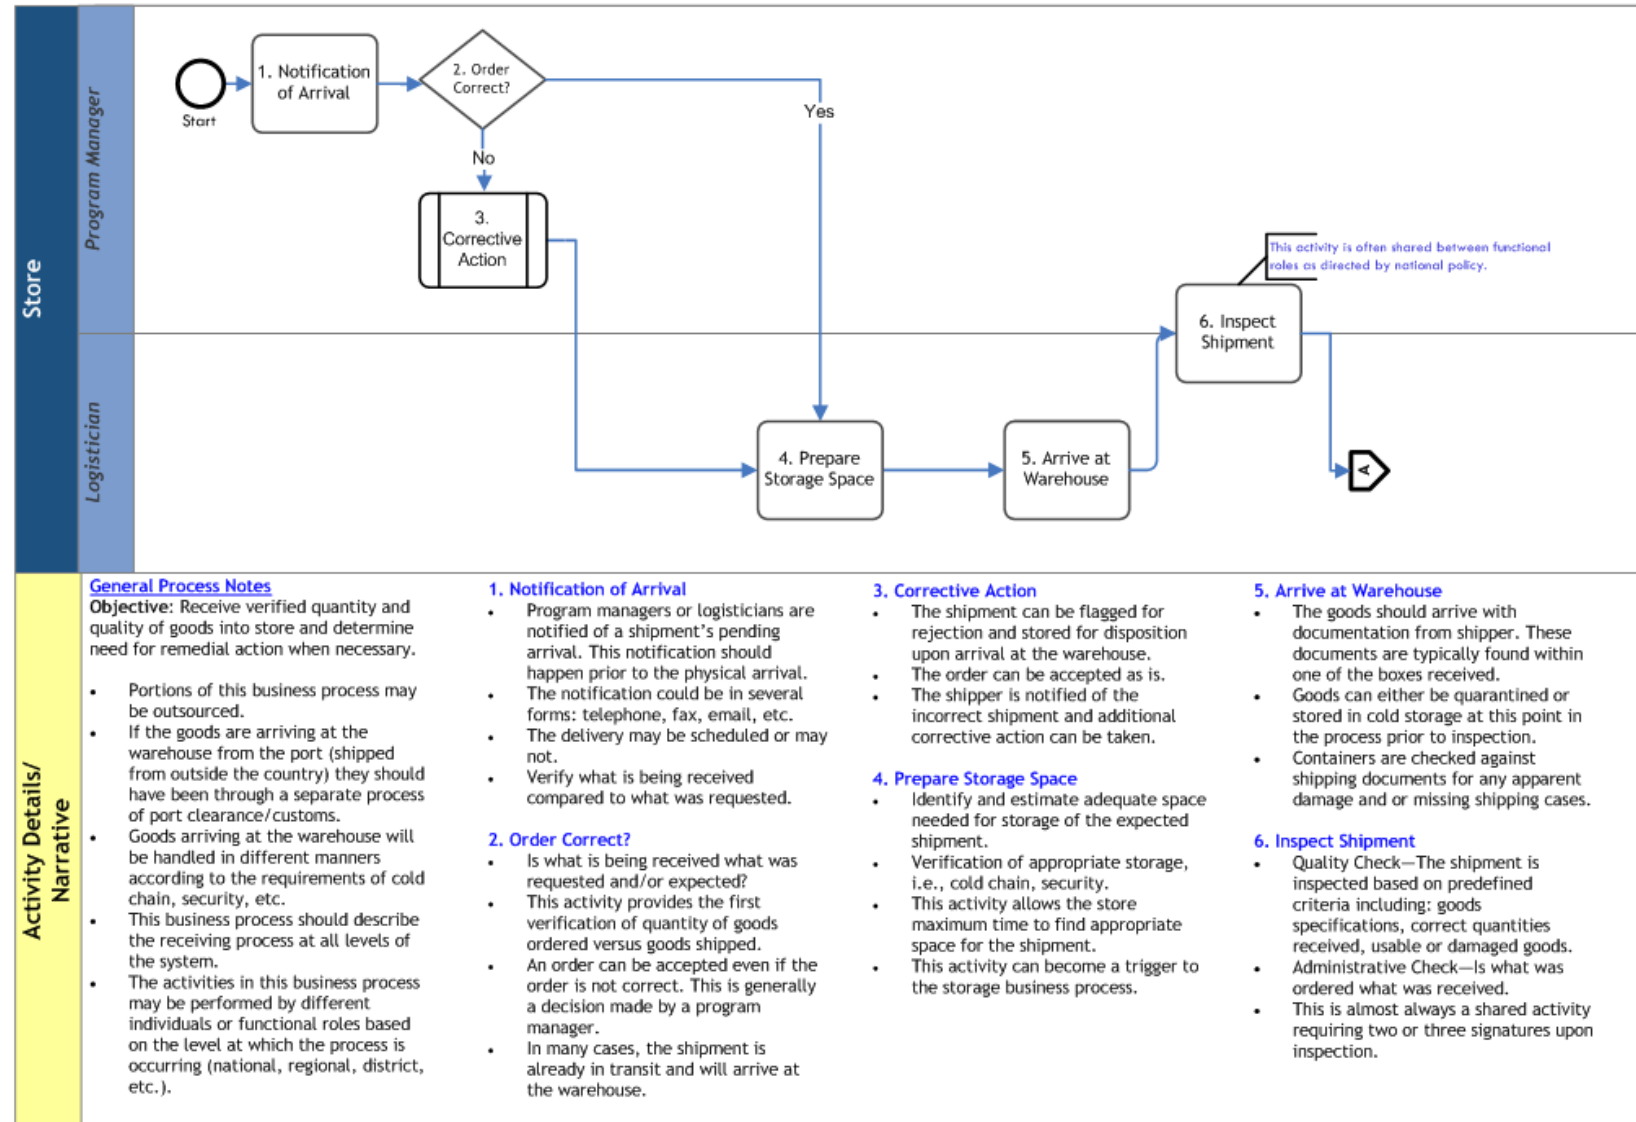 Store
Program Manager
Start
1. Notification
of Arrival
2. Order
Correct?
Yes
No
3.
Corrective
Action
This activity is often shared between functional
roles as directed by national policy.
6. Inspect
Shipment
Logistician
4. Prepare
Storage Space
5. Arrive at
Warehouse
A
Activity Details/
Narrative
General Process Notes
Objective: Receive verified quantity and
quality of goods into store and determine
need for remedial action when necessary.
• Portions of this business process may
be outsourced.
• If the goods are arriving at the
warehouse from the port (shipped
from outside the country) they should
have been through a separate process
of port clearance/customs.
• Goods arriving at the warehouse will
be handled in different manners
according to the requirements of cold
chain, security, etc.
• This business process should describe
the receiving process at all levels of
the system.
• The activities in this business process
may be performed by different
individuals or functional roles based
on the level at which the process is
occurring (national, regional, district,
etc.).
1. Notification of Arrival
• Program managers or logisticians are
notified of a shipment's pending
arrival. This notification should
happen prior to the physical arrival.
• The notification could be in several
forms: telephone, fax, email, etc.
• The delivery may be scheduled or may
not.
• Verify what is being received
compared to what was requested.
2. Order Correct?
• Is what is being received what was
requested and/or expected?
• This activity provides the first
verification of quantity of goods
ordered versus goods shipped.
• An order can be accepted even if the
order is not correct. This is generally
a decision made by a program
manager.
• In many cases, the shipment is
already in transit and will arrive at
the warehouse.
3. Corrective Action
• The shipment can be flagged for
rejection and stored for disposition
upon arrival at the warehouse.
• The order can be accepted as is.
• The shipper is notified of the
incorrect shipment and additional
corrective action can be taken.
4. Prepare Storage Space
• Identify and estimate adequate space
needed for storage of the expected
shipment.
• Verification of appropriate storage,
i.e., cold chain, security.
• This activity allows the store
maximum time to find appropriate
space for the shipment.
• This activity can become a trigger to
the storage business process.
5. Arrive at Warehouse
• The goods should arrive with
documentation from shipper. These
documents are typically found within
one of the boxes received.
• Goods can either be quarantined or
stored in cold storage at this point in
the process prior to inspection.
• Containers are checked against
shipping documents for any apparent
damage and or missing shipping cases.
6. Inspect Shipment
• Quality Check—The shipment is
inspected based on predefined
criteria including: goods
specifications, correct quantities
received, usable or damaged goods.
• Administrative Check—Is what was
ordered what was received.
• This is almost always a shared activity
requiring two or three signatures upon
inspection.